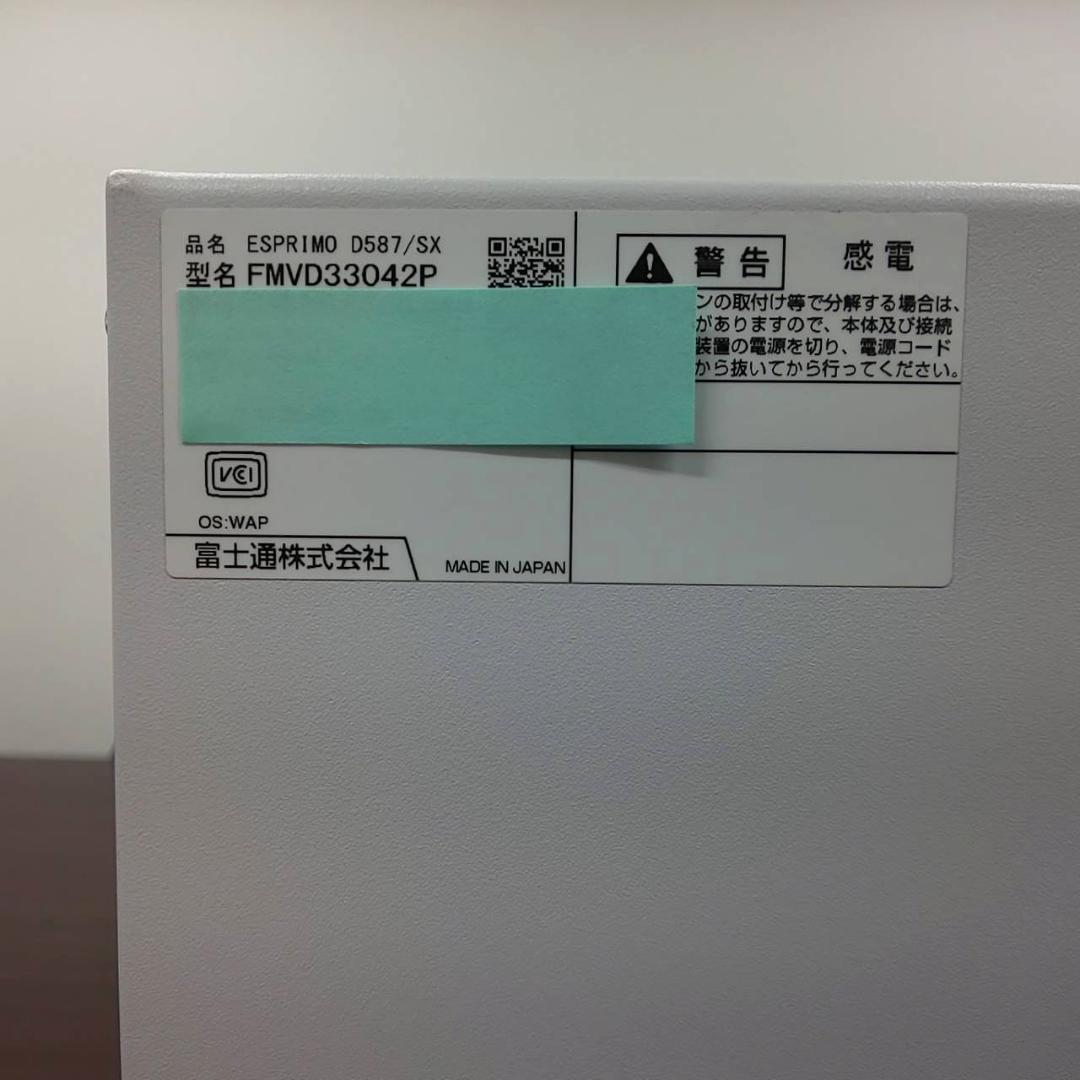 品名 ESPRIMO D587/SX
型名 FMVD33042P
VCI
OS:WAP
富士通株式会社
MADE IN JAPAN
警告 感電
ンの取付け等で分解する場合は、
がありますので、本体及び接続
装置の電源を切り、電源コード
から抜いてから行ってください。